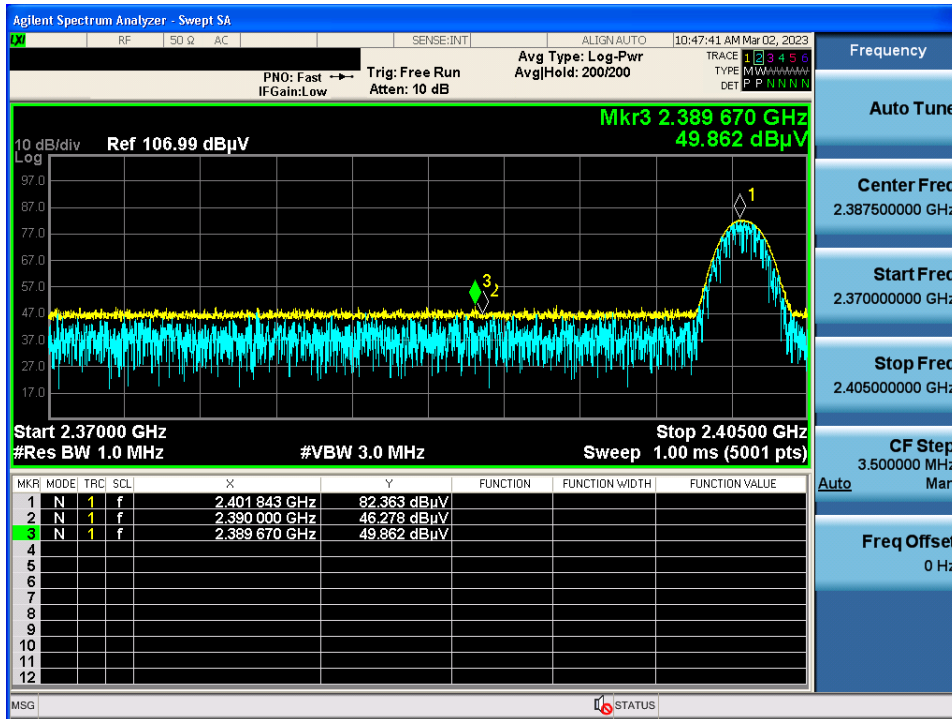 Agilent Spectrum Analyzer - Swept SA
LXI RF 50 Ω AC SENSE:INT ALIGNAUTO 10:47:41 AM Mar 02, 2023
Frequency
PNO: Fast Trig: Free Run Avg Type: Log-Pwr TRACE 1 2 3 4 5 6
IFGain:Low Atten: 10 dB Avg|Hold: 200/200 TYPE M
DET P P N N N N
Auto Tune
Mkr3 2.389 670 GHz
10 dB/div Ref 106.99 dBµV 49.862 dBµV
Log
97.0
87.0
77.0
67.0
57.0
47.0
37.0
27.0
17.0
1
3
2
Start 2.37000 GHz Stop 2.40500 GHz
#Res BW 1.0 MHz #VBW 3.0 MHz Sweep 1.00 ms (5001 pts)
Center Freq
2.387500000 GHz
Start Freq
2.370000000 GHz
Stop Freq
2.405000000 GHz
CF Step
3.500000 MHz
Auto Man
Freq Offset
0 Hz
MKR MODE TRC SCL X Y FUNCTION FUNCTION WIDTH FUNCTION VALUE
1 N 1 f 2.401 843 GHz 82.363 dBµV
2 N 1 f 2.390 000 GHz 46.278 dBµV
3 N 1 f 2.389 670 GHz 49.862 dBµV
4
5
6
7
8
9
10
11
12
MSG STATUS